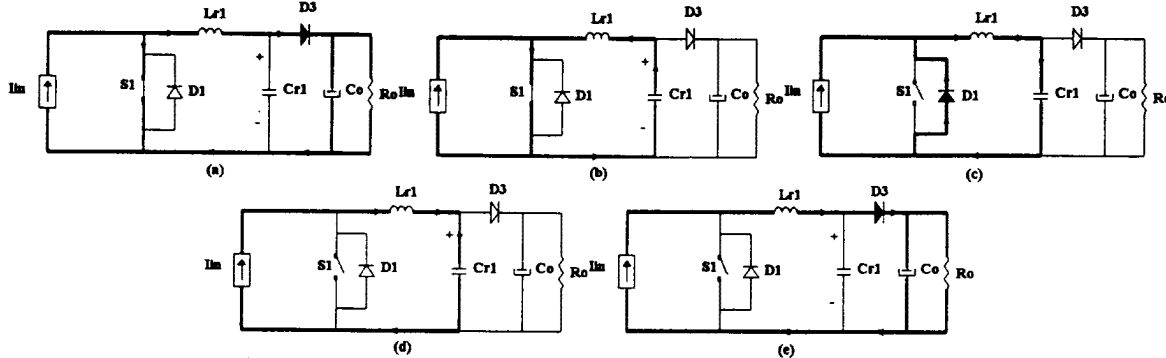 Lr1 D3
Iin S1 D1 + - Cr1 Co Ro
(a)
Lr1 D3
Iin S1 D1 + - Cr1 Co Ro
(b)
Lr1 D3
Iin S1 D1 Cr1 Co Ro
(c)
Lr1 D3
Iin S1 D1 + Cr1 Co Ro
(d)
Lr1 D3
Iin S1 D1 + - Cr1 Co Ro
(e)